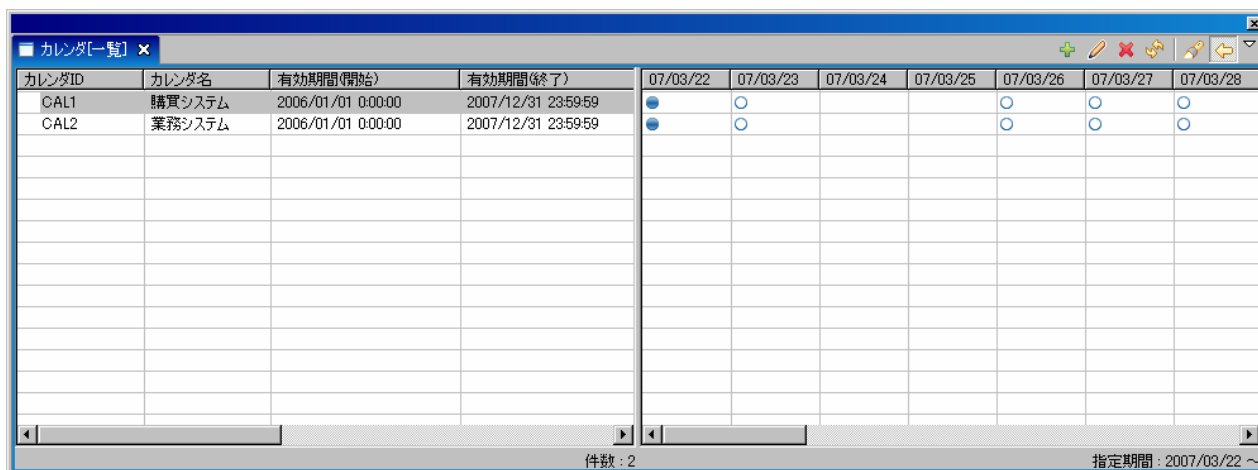 カレンダ[一覧]
カレンダID カレンダ名 有効期間(開始) 有効期間(終了) 07/03/22 07/03/23 07/03/24 07/03/25 07/03/26 07/03/27 07/03/28
CAL1 購買システム 2006/01/01 0:00:00 2007/12/31 23:59:59
CAL2 業務システム 2006/01/01 0:00:00 2007/12/31 23:59:59
件数 : 2 指定期間 : 2007/03/22 ～